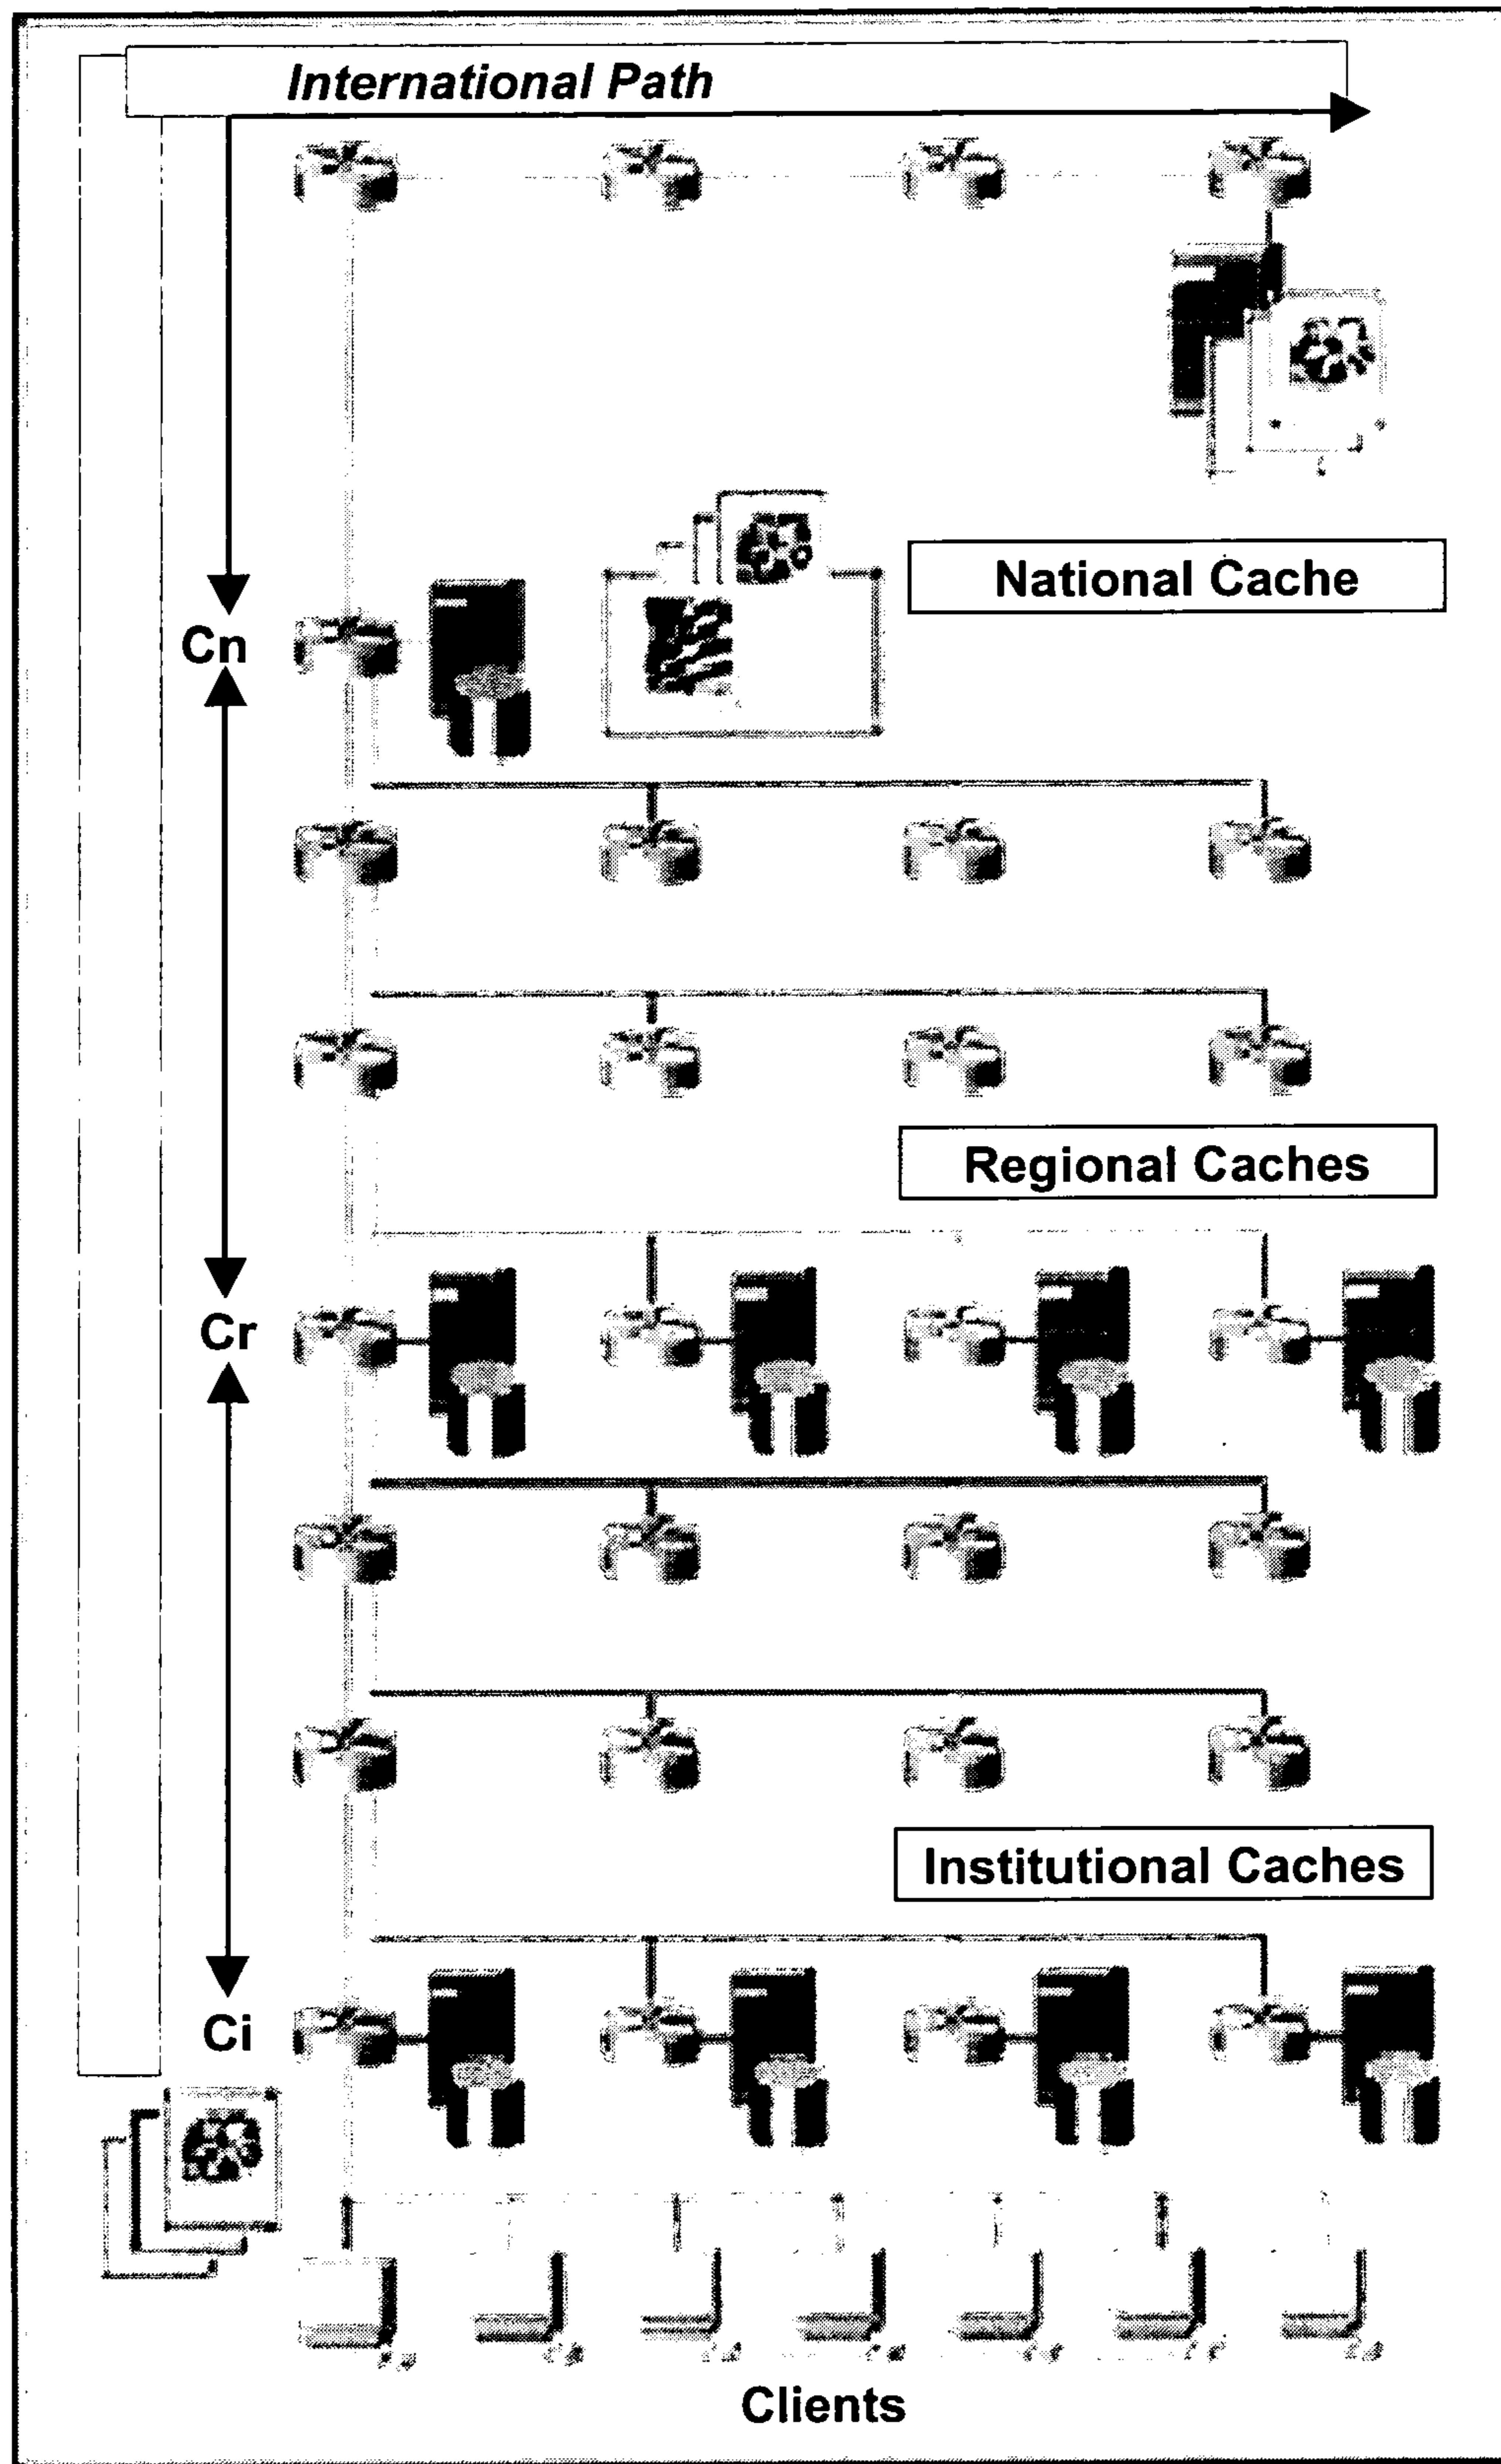 International Path
National Cache
Cn
Regional Caches
Cr
Institutional Caches
Ci
Clients